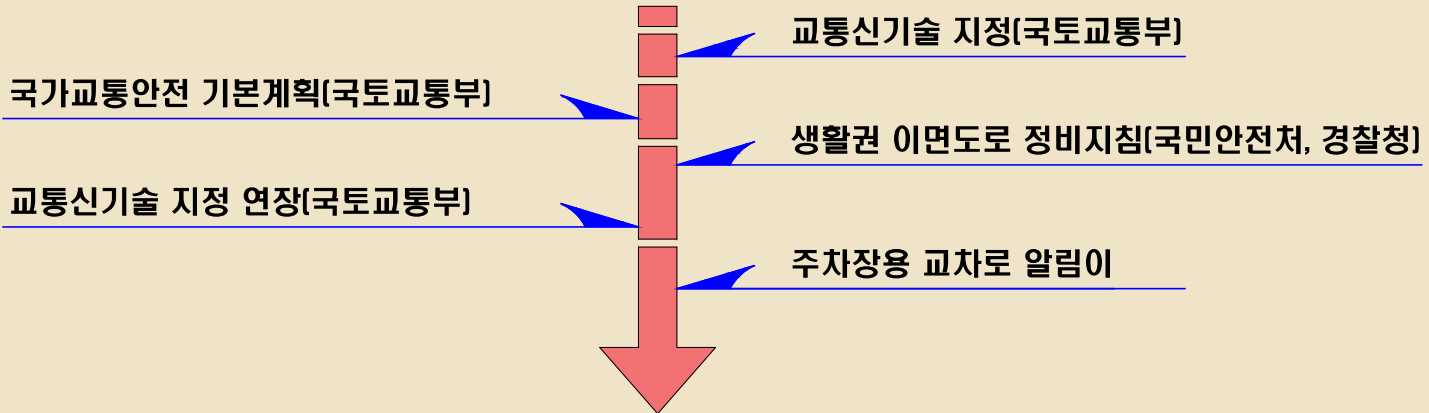 교통신기술 지정(국토교통부)
국가교통안전 기본계획(국토교통부)
생활권 이면도로 정비지침(국민안전처, 경찰청)
교통신기술 지정 연장(국토교통부)
주차장용 교차로 알림이